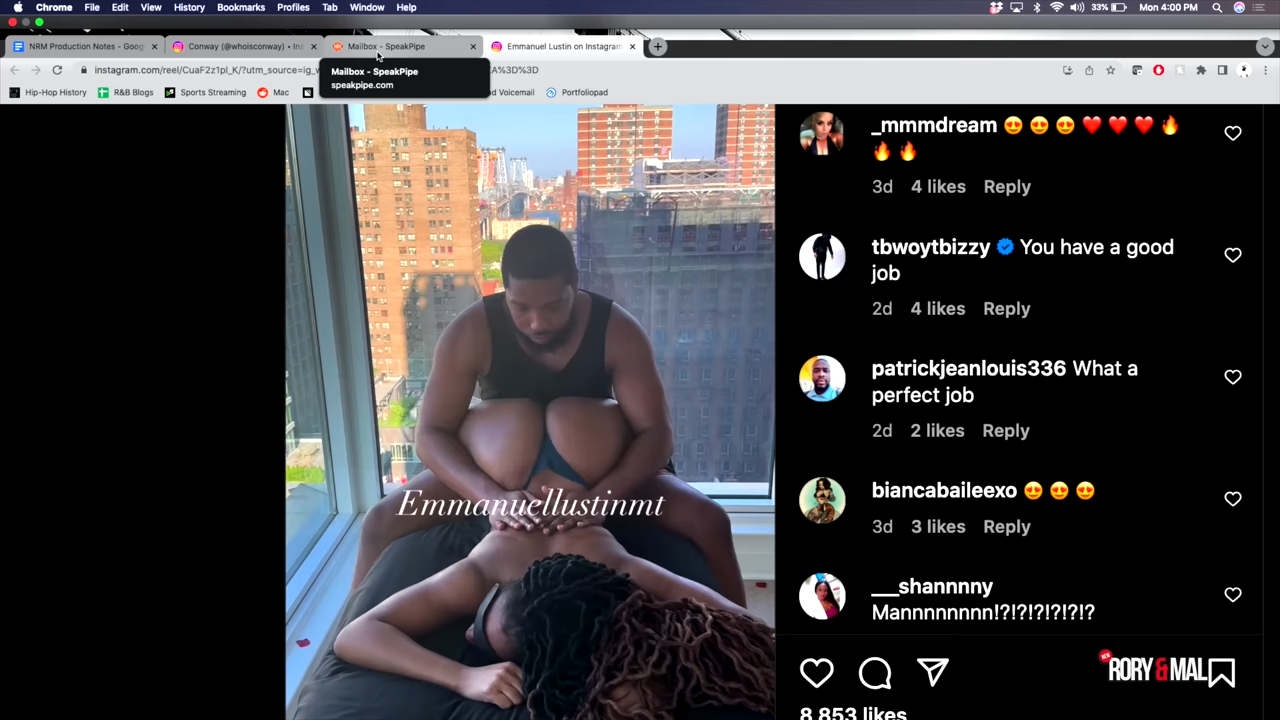 Chrome File Edit View History Bookmarks Profiles Tab Window Help 33% Mon 4:00 PM
NRM Production Notes - Goog Conway (@whoisconway) • Ins Mailbox - SpeakPipe Emmanuel Lustin on Instagram
instagram.com/reel/CuaF2z1pl_K/?utm_source=ig_w A%3D%3D
Mailbox - SpeakPipe
speakpipe.com
Hip-Hop History R&B Blogs Sports Streaming Mac d Voicemail Portfoliopad
_mmmdream 😍 😍 😍 ❤️ ❤️ ❤️ 🔥
🔥 🔥
3d 4 likes Reply
tbwoytbizzy You have a good
job
2d 4 likes Reply
patrickjeanlouis336 What a
perfect job
2d 2 likes Reply
biancabaileexo 😍 😍 😍
3d 3 likes Reply
___shannnny
Mannnnnnnn!?!?!?!?!?!?
Emmanuellustinmt
NEW
RORY & MAL
8,853 likes